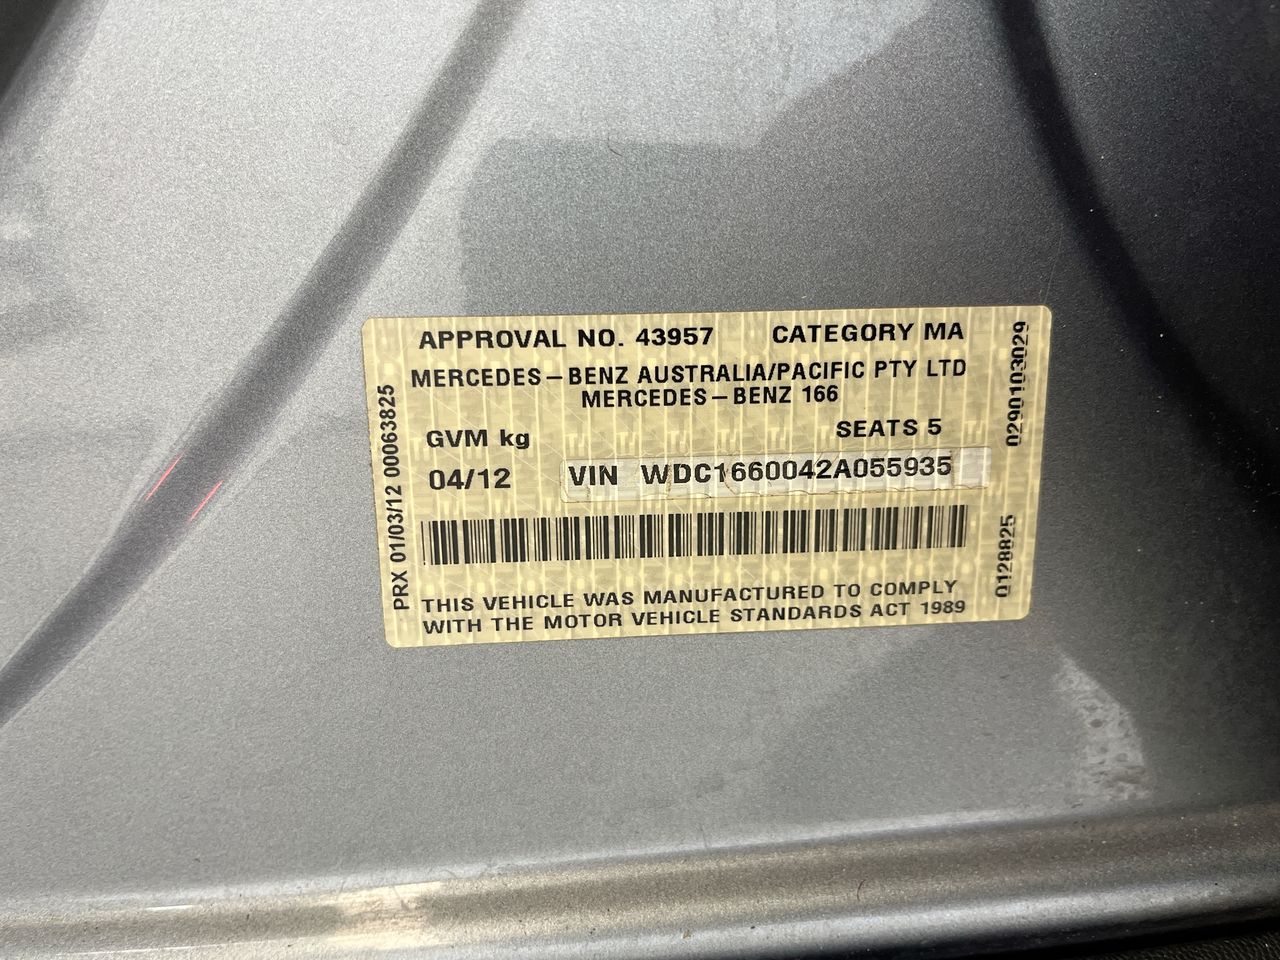 APPROVAL NO. 43957 CATEGORY MA
MERCEDES-BENZ AUSTRALIA/PACIFIC PTY LTD
MERCEDES-BENZ 166
GVM kg SEATS 5
04/12 VIN WDC1660042A055935
THIS VEHICLE WAS MANUFACTURED TO COMPLY
WITH THE MOTOR VEHICLE STANDARDS ACT 1989
PRX 01/03/12 00063825
0290103029
Q128825